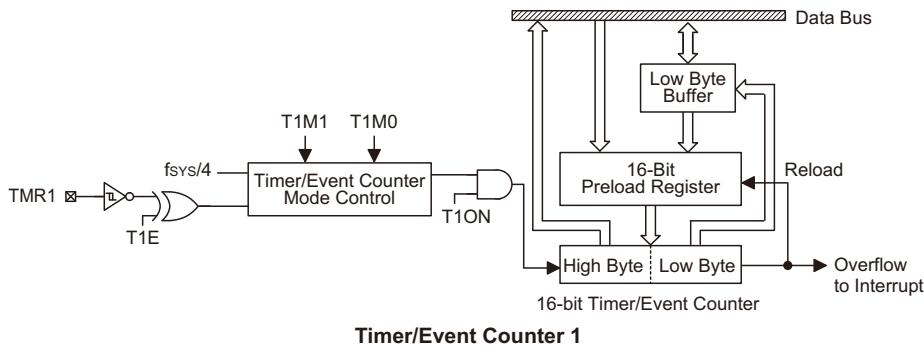 Data Bus
Low Byte
Buffer
T1M1
T1M0
fSYS/4
Timer/Event Counter
Mode Control
16-Bit
Preload Register
Reload
TMR1
T1E
T1ON
High Byte
Low Byte
Overflow
to Interrupt
16-bit Timer/Event Counter
Timer/Event Counter 1